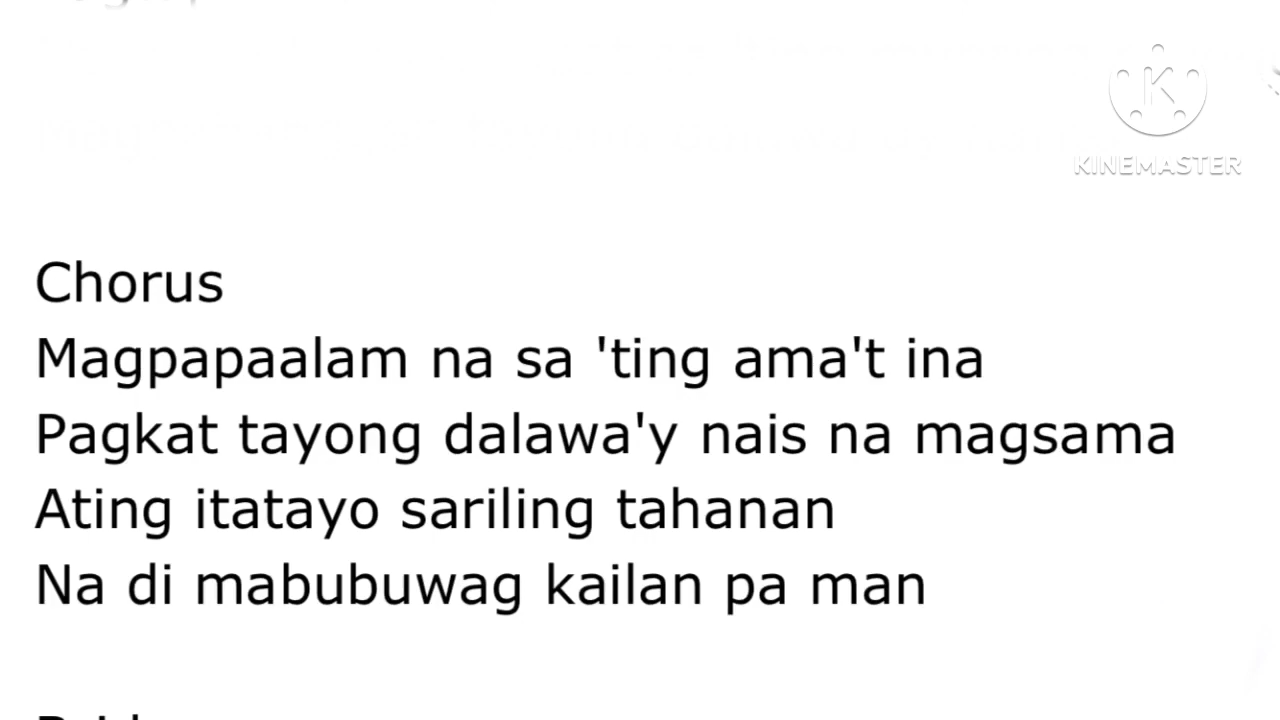 KINEMASTER
Chorus
Magpapaalam na sa 'ting ama't ina
Pagkat tayong dalawa'y nais na magsama
Ating itatayo sariling tahanan
Na di mabubuwag kailan pa man